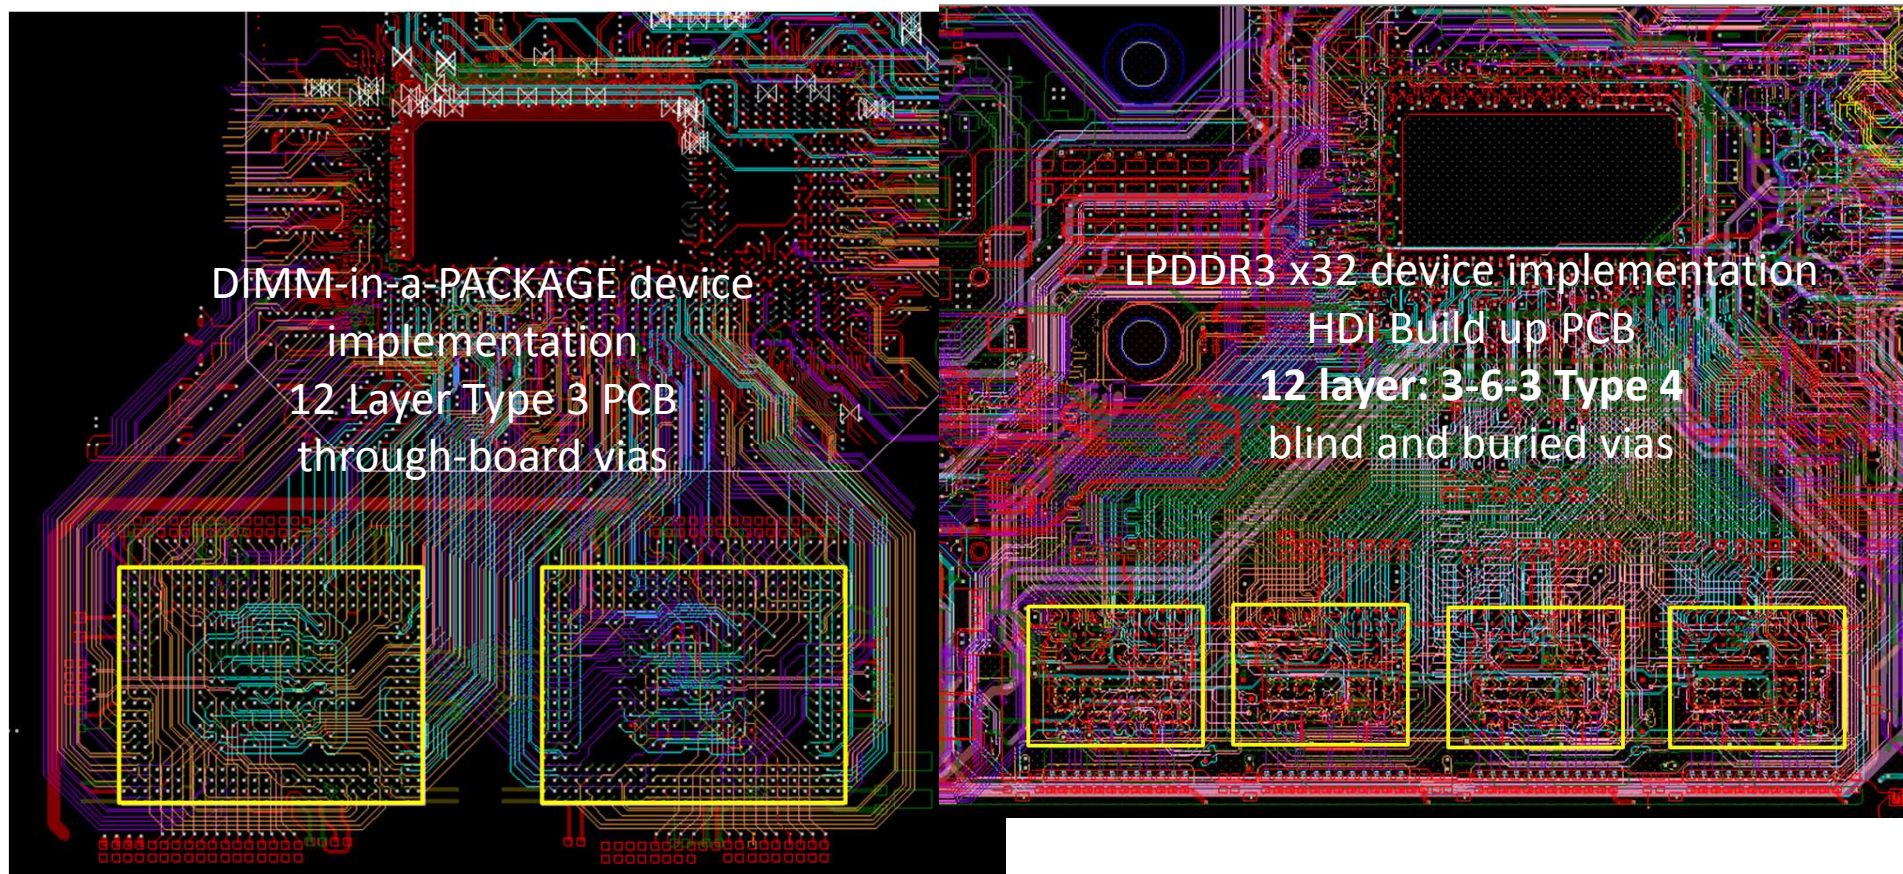 DIMM-in-a-PACKAGE device
implementation
12 Layer Type 3 PCB
through-board vias
LPDDR3 x32 device implementation
HDI Build up PCB
12 layer: 3-6-3 Type 4
blind and buried vias